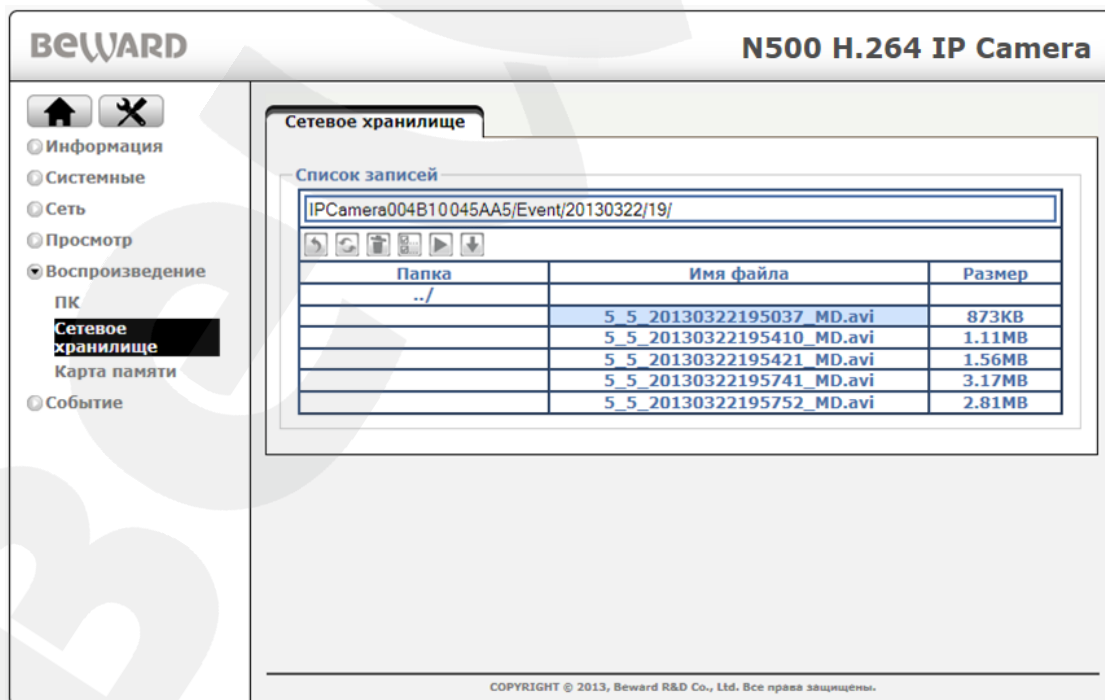 BEWARD
N500 H.264 IP Camera
Информация
Системные
Сеть
Просмотр
Воспроизведение
ПК
Сетевое
хранилище
Карта памяти
Событие
Сетевое хранилище
Список записей
IPCamera004B10045AA5/Event/20130322/19/
Папка Имя файла Размер
../
5_5_20130322195037_MD.avi 873KB
5_5_20130322195410_MD.avi 1.11MB
5_5_20130322195421_MD.avi 1.56MB
5_5_20130322195741_MD.avi 3.17MB
5_5_20130322195752_MD.avi 2.81MB
COPYRIGHT © 2013, Beward R&D Co., Ltd. Все права защищены.